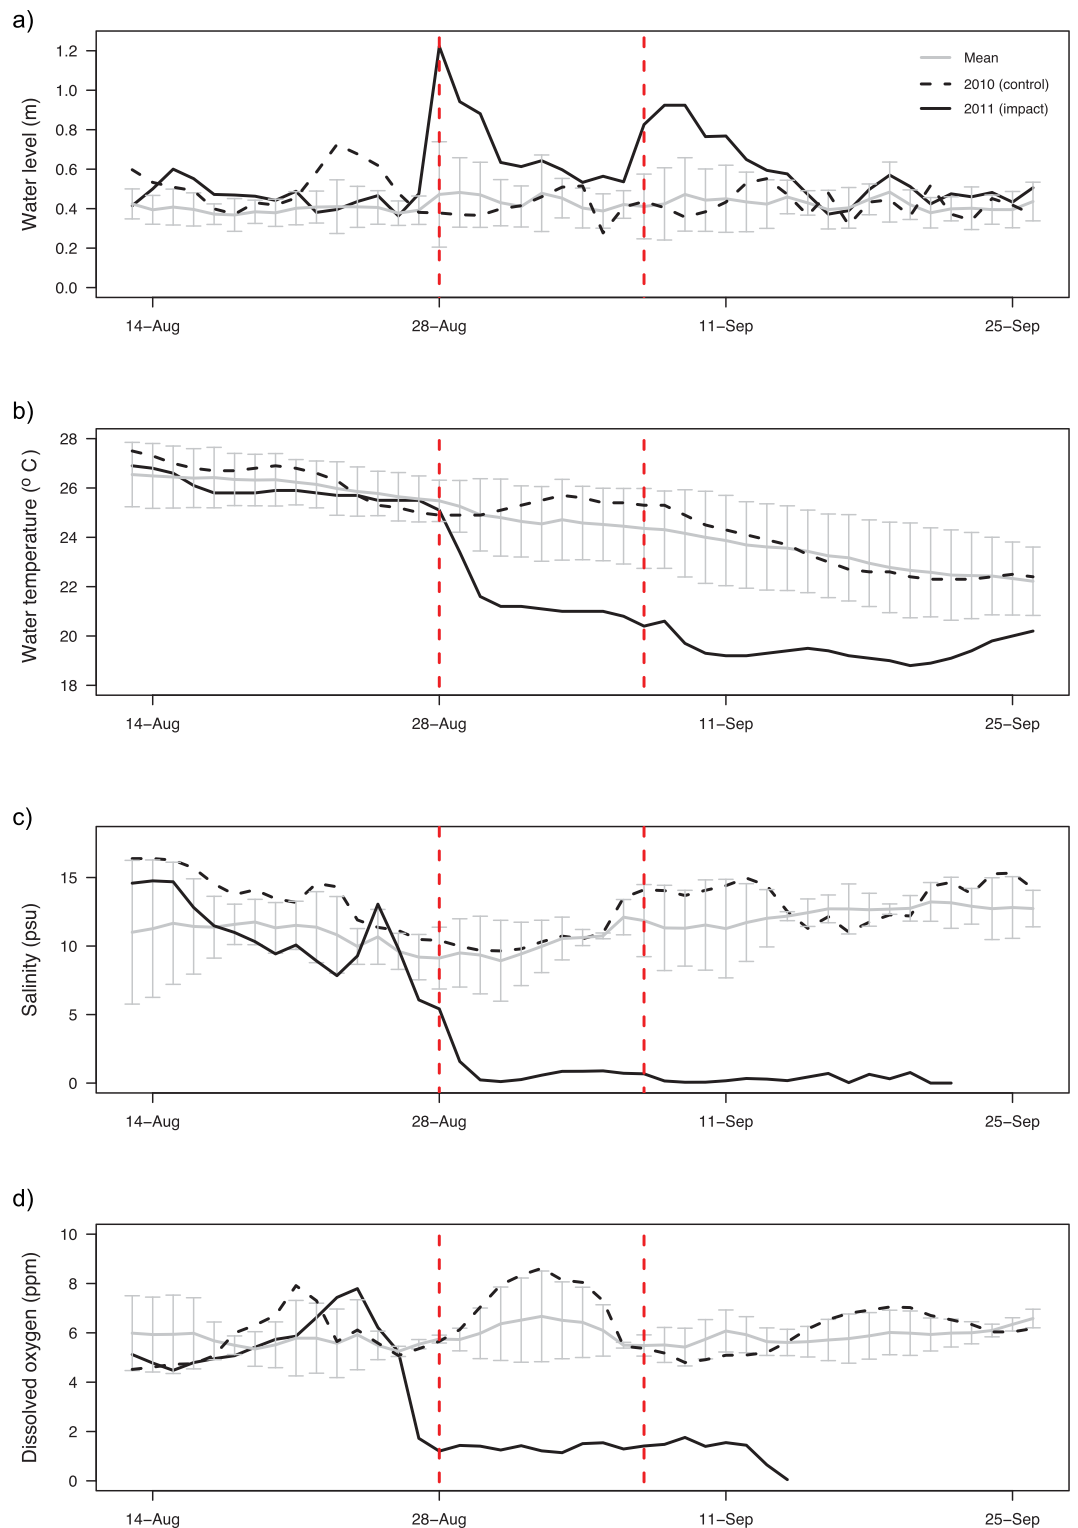 a)
Water level (m)
1.2
1.0
0.8
0.6
0.4
0.2
0.0
Mean
2010 (control)
2011 (impact)
14−Aug 28−Aug 11−Sep 25−Sep
b)
Water temperature (º C)
28
26
24
22
20
18
14−Aug 28−Aug 11−Sep 25−Sep
c)
Salinity (psu)
15
10
5
0
14−Aug 28−Aug 11−Sep 25−Sep
d)
Dissolved oxygen (ppm)
10
8
6
4
2
0
14−Aug 28−Aug 11−Sep 25−Sep